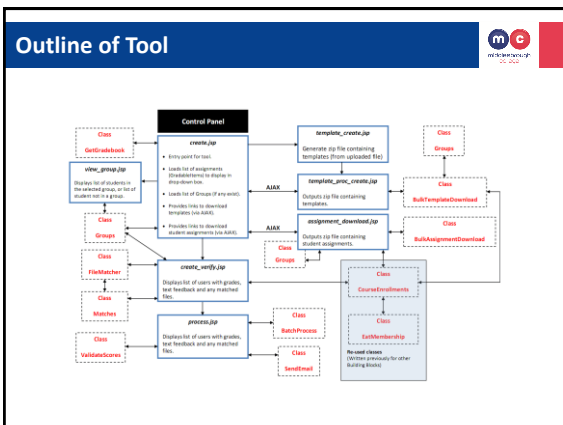 Outline of Tool
m c
middlesbrough
Control Panel
create.jsp
• Entry point for tool.
• Loads list of assignments
(GradableItems) to display in
drop-down box.
• Loads list of Groups (if any exist).
• Provides links to download
templates (via AJAX).
• Provides links to download
student assignments (via AJAX).
Class
GetGradebook
view_group.jsp
Displays list of students
in the selected group, or list
of student not in a group.
Class
Groups
Class
FileMatcher
Class
Matches
Class
ValidateScores
create_verify.jsp
Displays list of users with grades,
text feedback and any matched
files.
process.jsp
Displays list of users with grades,
text feedback and any matched
files.
template_create.jsp
Generate zip file containing
templates (from uploaded file)
AJAX
template_proc_create.jsp
Outputs zip file containing
templates.
AJAX
assignment_download.jsp
Outputs zip file containing
student assignments.
Class
Groups
Class
BatchProcess
Class
SendEmail
Class
Groups
Class
BulkTemplateDownload
Class
BulkAssignmentDownload
Class
CourseEnrollments
Class
EatMembership
Re-used classes
(Written previously for other
Building Blocks)